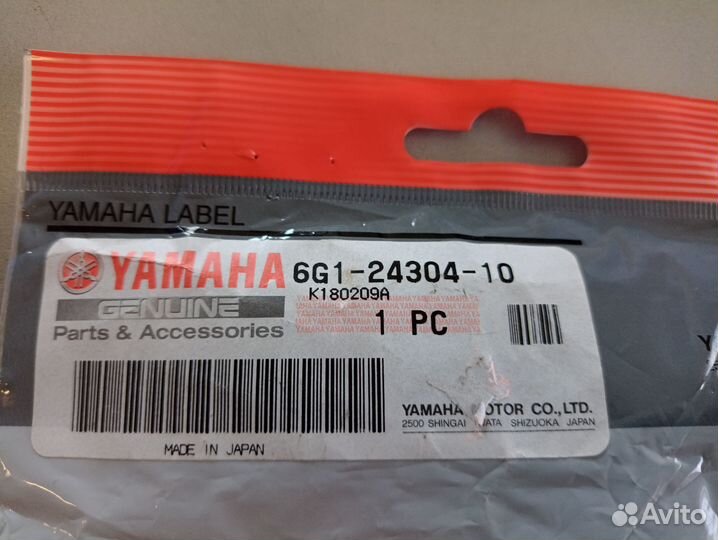 YAMAHA LABEL
YAMAHA 6G1-24304-10
GENUINE K180209A
Parts & Accessories 1 PC
YAMAHA MOTOR CO.,LTD.
2500 SHINGAI IWATA SHIZUOKA JAPAN
MADE IN JAPAN
Avito